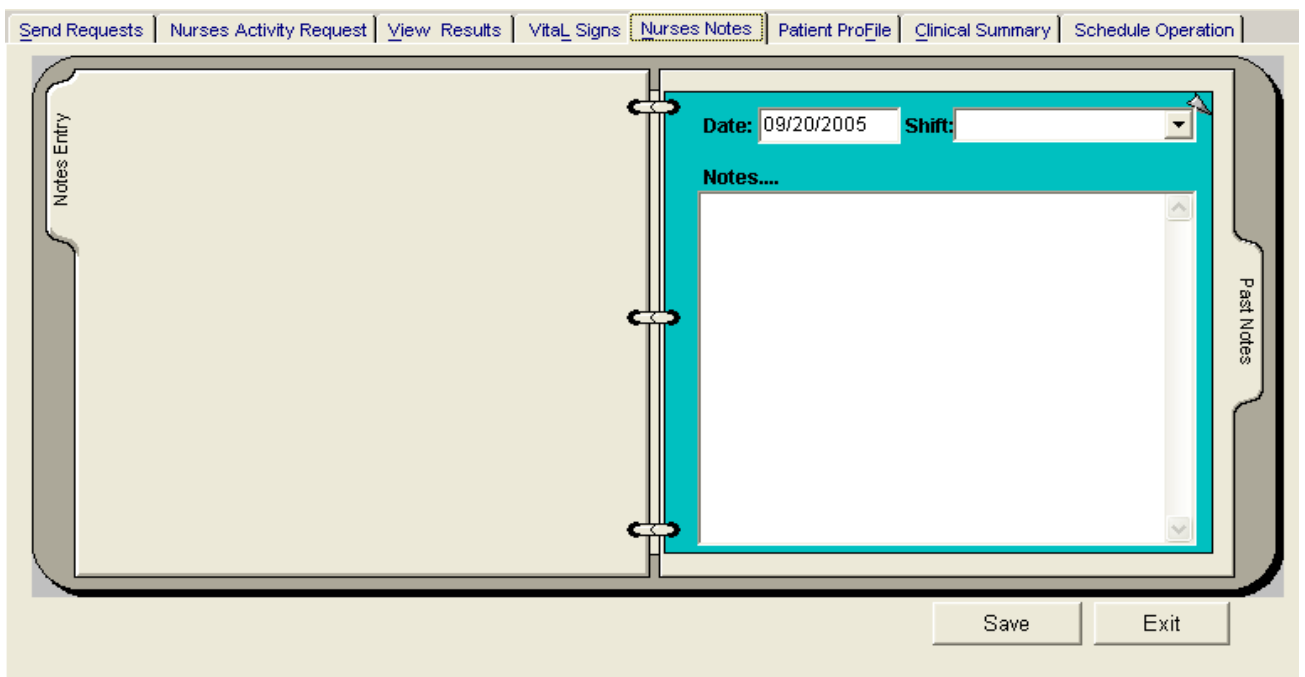 Send Requests Nurses Activity Request View Results VitaL Signs Nurses Notes Patient ProFile Clinical Summary Schedule Operation
Notes Entry
Date: 09/20/2005 Shift:
Notes....
Past Notes
Save Exit